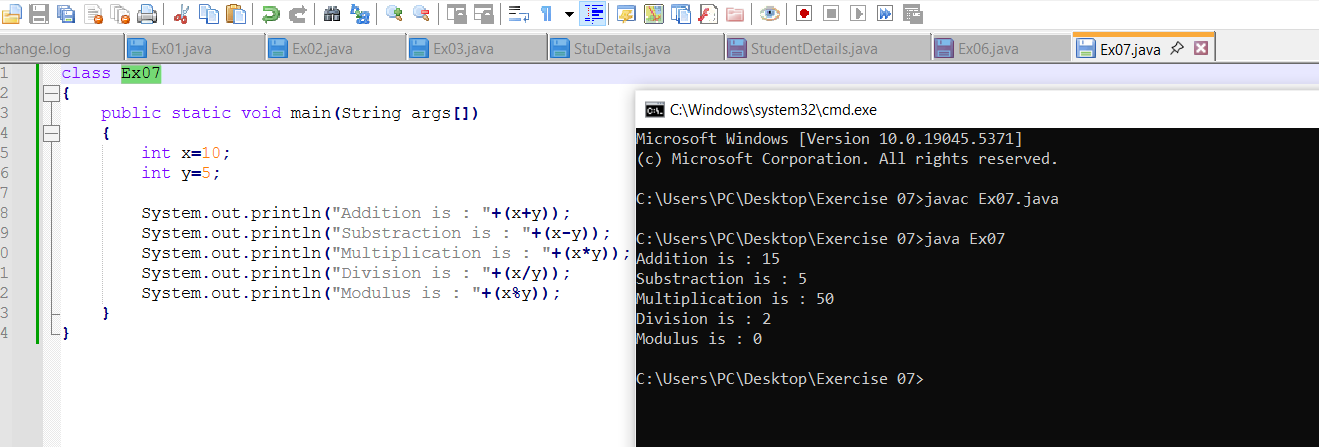 change.log Ex01.java Ex02.java Ex03.java StuDetails.java StudentDetails.java Ex06.java Ex07.java
1 class Ex07
2 {
3 public static void main(String args[])
4 {
5 int x=10;
6 int y=5;
7
8 System.out.println("Addition is : "+(x+y));
9 System.out.println("Substraction is : "+(x-y));
0 System.out.println("Multiplication is : "+(x*y));
1 System.out.println("Division is : "+(x/y));
2 System.out.println("Modulus is : "+(x%y));
3 }
4 }
C:\Windows\system32\cmd.exe
Microsoft Windows [Version 10.0.19045.5371]
(c) Microsoft Corporation. All rights reserved.
C:\Users\PC\Desktop\Exercise 07>javac Ex07.java
C:\Users\PC\Desktop\Exercise 07>java Ex07
Addition is : 15
Substraction is : 5
Multiplication is : 50
Division is : 2
Modulus is : 0
C:\Users\PC\Desktop\Exercise 07>